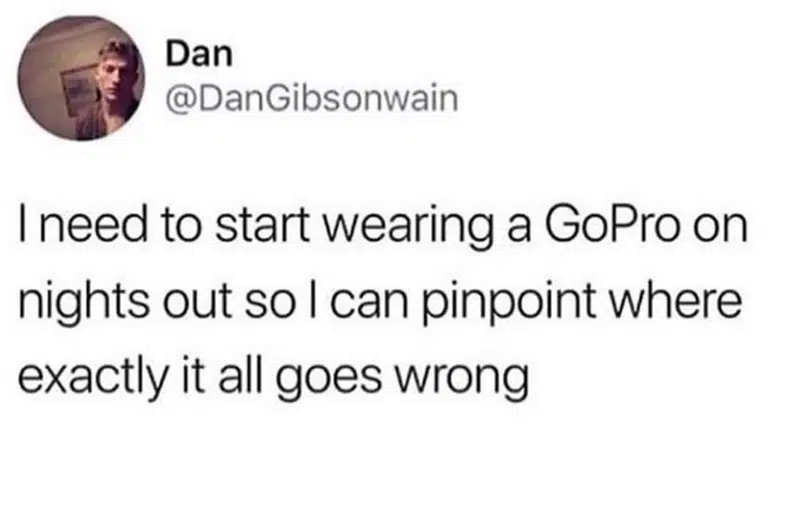 Dan
@DanGibsonwain
I need to start wearing a GoPro on
nights out so I can pinpoint where
exactly it all goes wrong